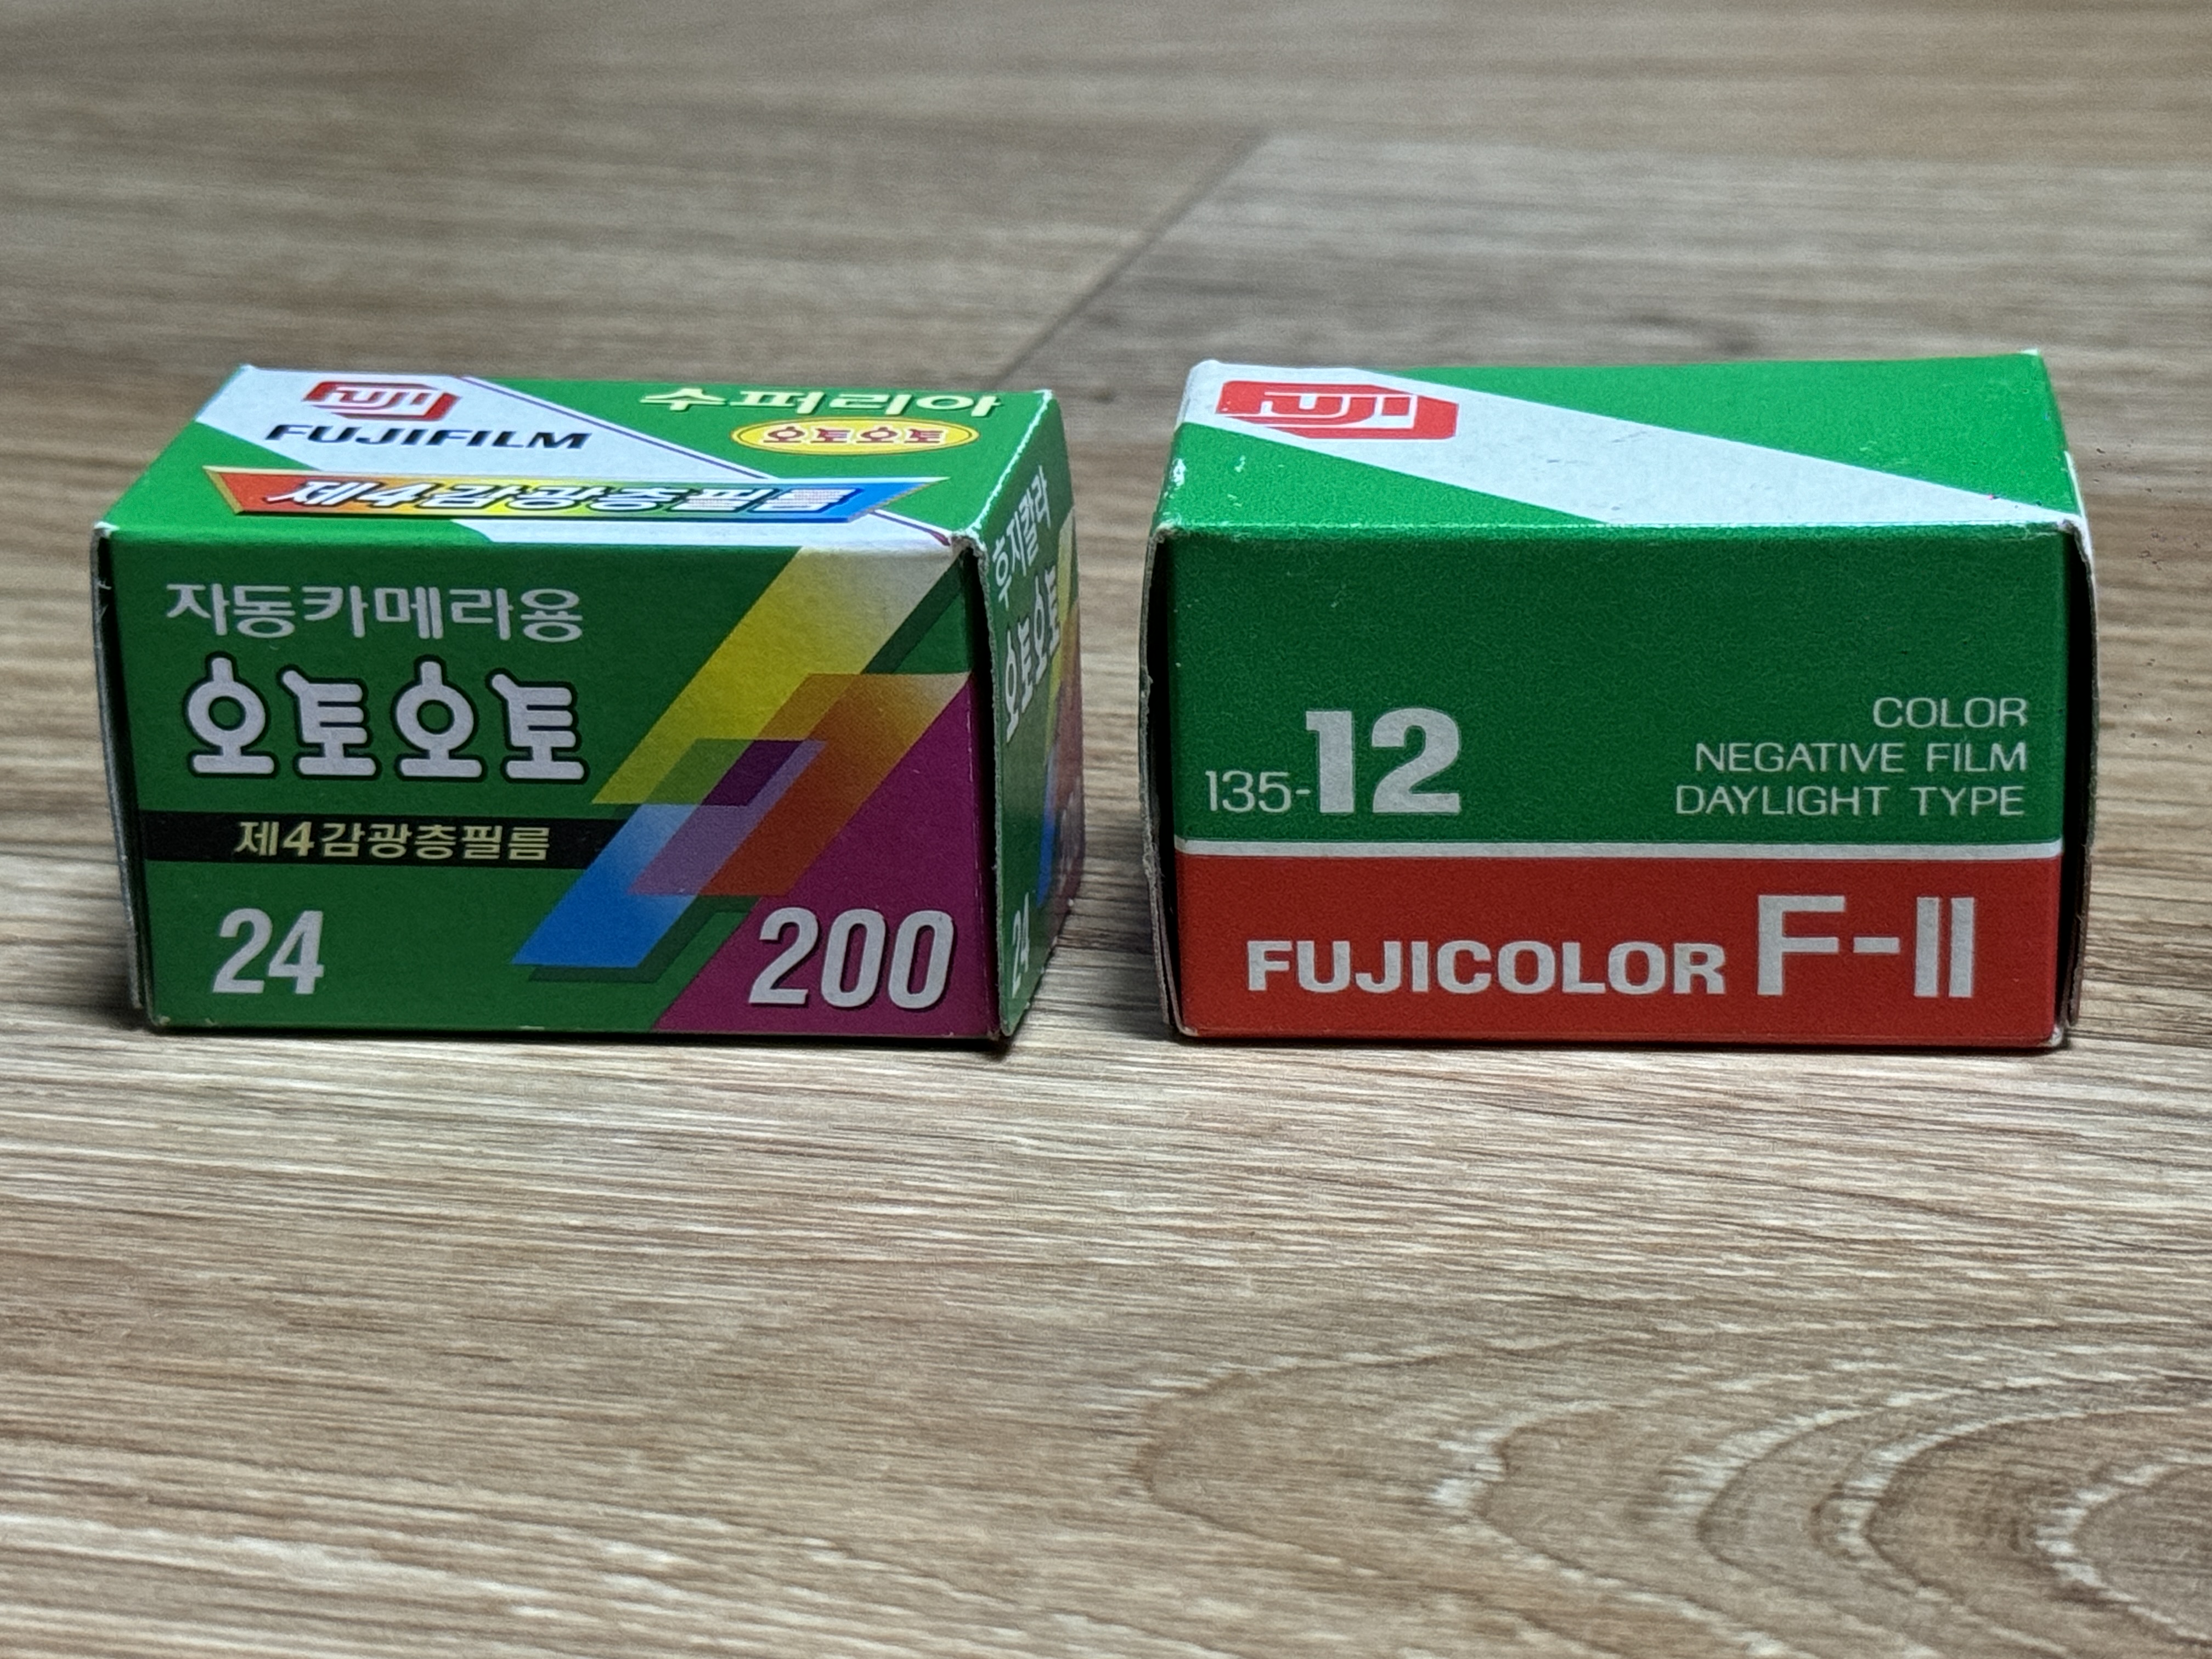 FUJI
FUJIFILM
수퍼리아
오토오토
제4감광층필름
자동카메라용
오토오토
제4감광층필름
24
200
후지칼라
오토오토
24
FUJI
135-12
COLOR
NEGATIVE FILM
DAYLIGHT TYPE
FUJICOLOR F-II